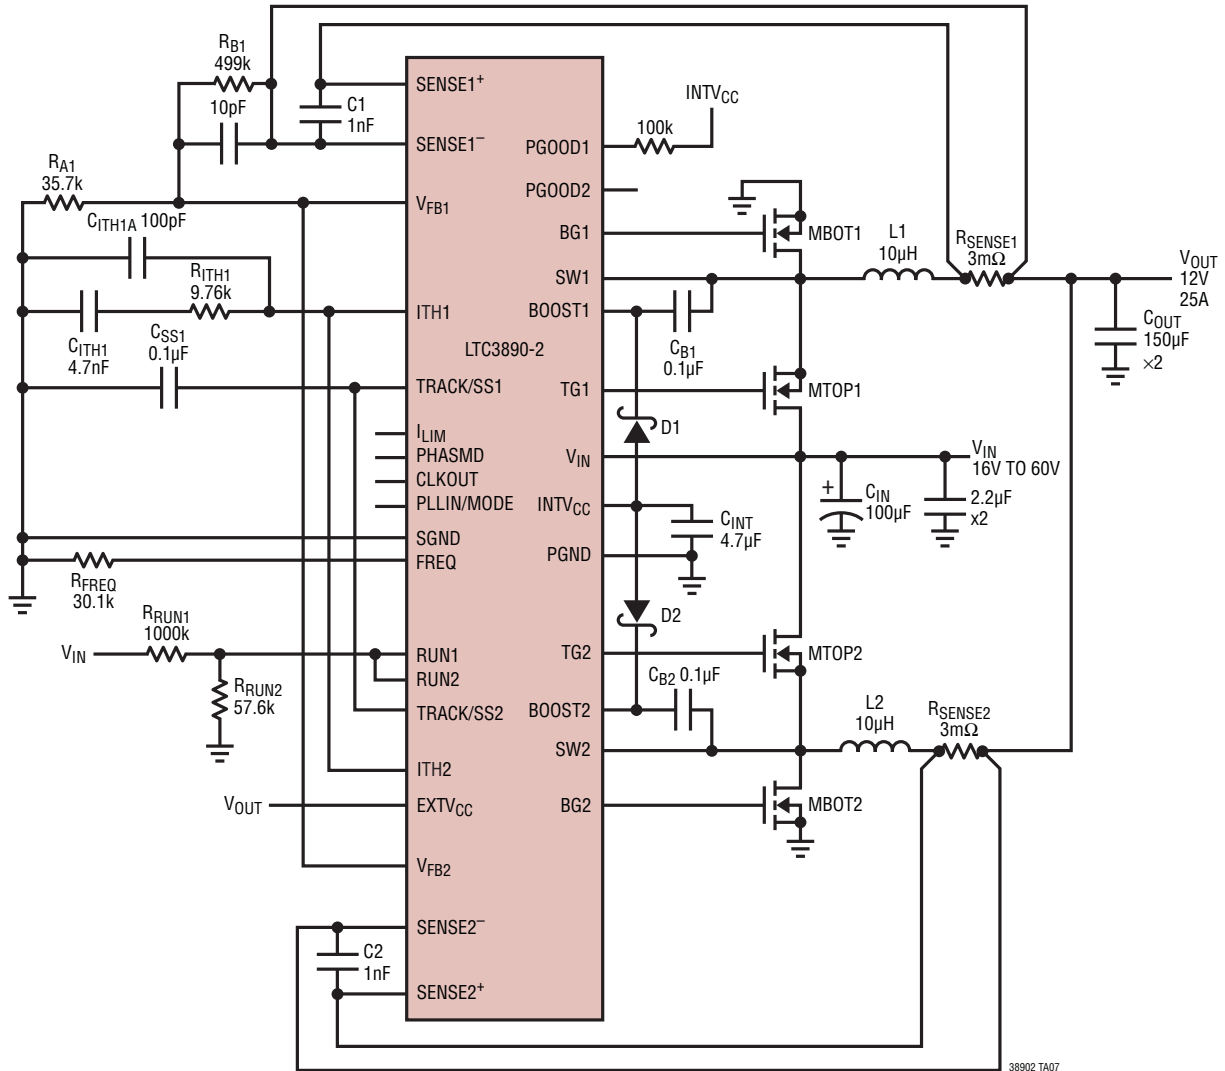 RB1
499k
10pF
C1
1nF
RA1
35.7k
CITH1A 100pF
RITH1
9.76k
CITH1
4.7nF
CSS1
0.1µF
VIN
RRUN1
1000k
RRUN2
57.6k
RFREQ
30.1k
VOUT
C2
1nF
SENSE1+
SENSE1–
VFB1
ITH1
LTC3890-2
TRACK/SS1
ILIM
PHASMD
CLKOUT
PLLIN/MODE
SGND
FREQ
RUN1
RUN2
TRACK/SS2
ITH2
EXTVCC
VFB2
SENSE2–
SENSE2+
PGOOD1
PGOOD2
BG1
SW1
BOOST1
TG1
VIN
INTVCC
PGND
TG2
BOOST2
SW2
BG2
100k
INTVCC
MBOT1
L1
10µH
RSENSE1
3mΩ
VOUT
12V
25A
COUT
150µF
×2
CB1
0.1µF
MTOP1
D1
VIN
16V TO 60V
CIN
100µF
2.2µF
x2
+
CINT
4.7µF
D2
MTOP2
CB2 0.1µF
L2
10µH
RSENSE2
3mΩ
MBOT2
38902 TA07